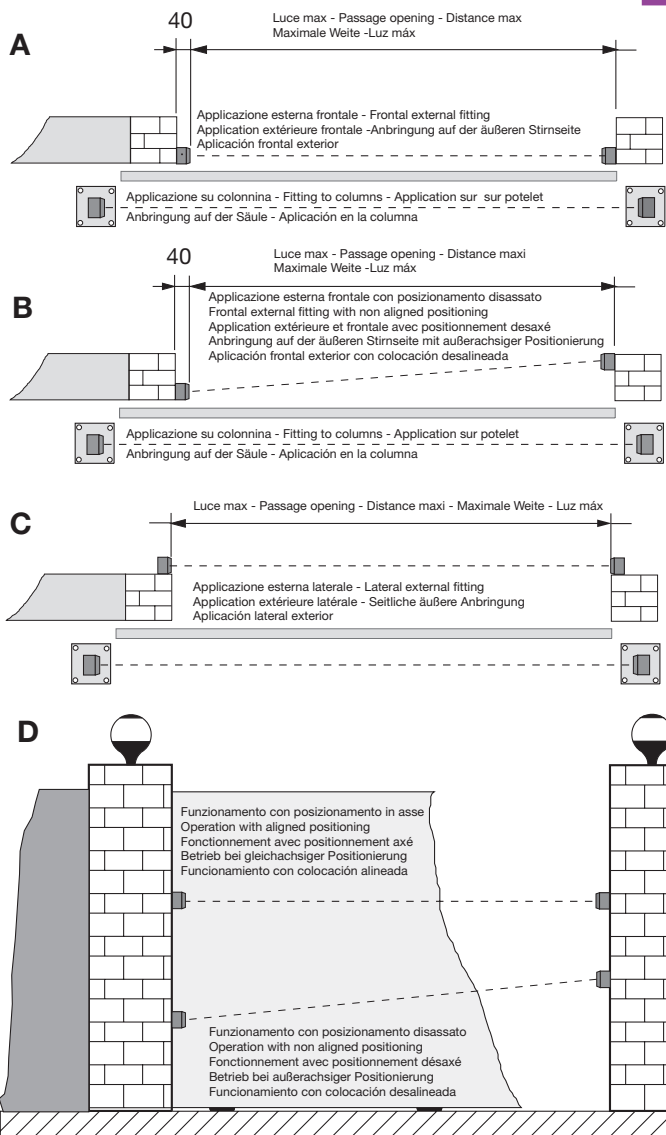 A
40
Luce max - Passage opening - Distance max
Maximale Weite -Luz máx
Applicazione esterna frontale - Frontal external fitting
Application extérieure frontale -Anbringung auf der äußeren Stirnseite
Aplicación frontal exterior
Applicazione su colonnina - Fitting to columns - Application sur sur potelet
Anbringung auf der Säule - Aplicación en la columna
B
40
Luce max - Passage opening - Distance maxi
Maximale Weite -Luz máx
Applicazione esterna frontale con posizionamento disassato
Frontal external fitting with non aligned positioning
Application extérieure et frontale avec positionnement desaxé
Anbringung auf der äußeren Stirnseite mit außerachsiger Positionierung
Aplicación frontal exterior con colocación desalineada
Applicazione su colonnina - Fitting to columns - Application sur potelet
Anbringung auf der Säule - Aplicación en la columna
C
Luce max - Passage opening - Distance maxi - Maximale Weite - Luz máx
Applicazione esterna laterale - Lateral external fitting
Application extérieure latérale - Seitliche äußere Anbringung
Aplicación lateral exterior
D
Funzionamento con posizionamento in asse
Operation with aligned positioning
Fonctionnement avec positionnement axé
Betrieb bei gleichachsiger Positionierung
Funcionamiento con colocación alineada
Funzionamento con posizionamento disassato
Operation with non aligned positioning
Fonctionnement avec positionnement désaxé
Betrieb bei außerachsiger Positionierung
Funcionamiento con colocación desalineada